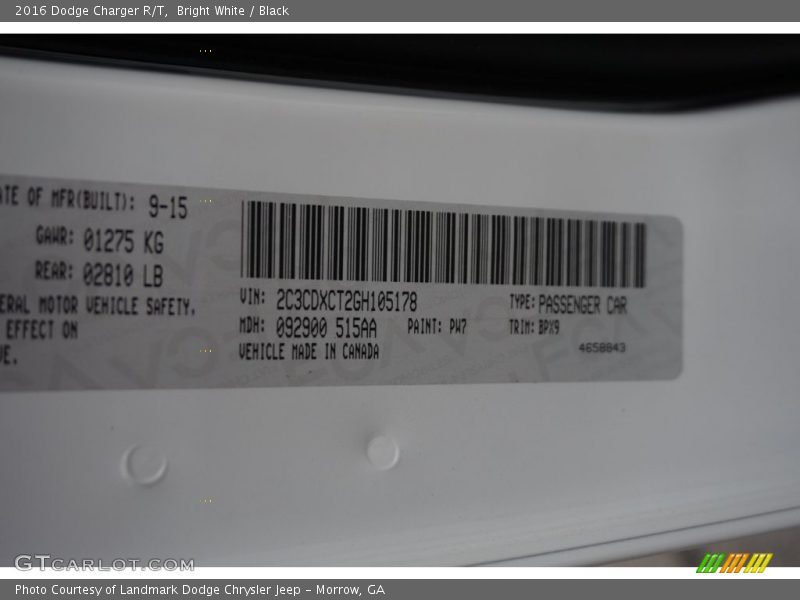 2016 Dodge Charger R/T, Bright White / Black
ATE OF MFR(BUILT): 9-15
GAWR: 01275 KG
REAR: 02810 LB
ERAL MOTOR VEHICLE SAFETY,
EFFECT ON
VE.
VIN: 2C3CDXCT2GH105178
TYPE: PASSENGER CAR
MDH: 092900 515AA PAINT: PW7
TRIM: BPX9
VEHICLE MADE IN CANADA
4658843
GTCARLOT.COM
Photo Courtesy of Landmark Dodge Chrysler Jeep – Morrow, GA